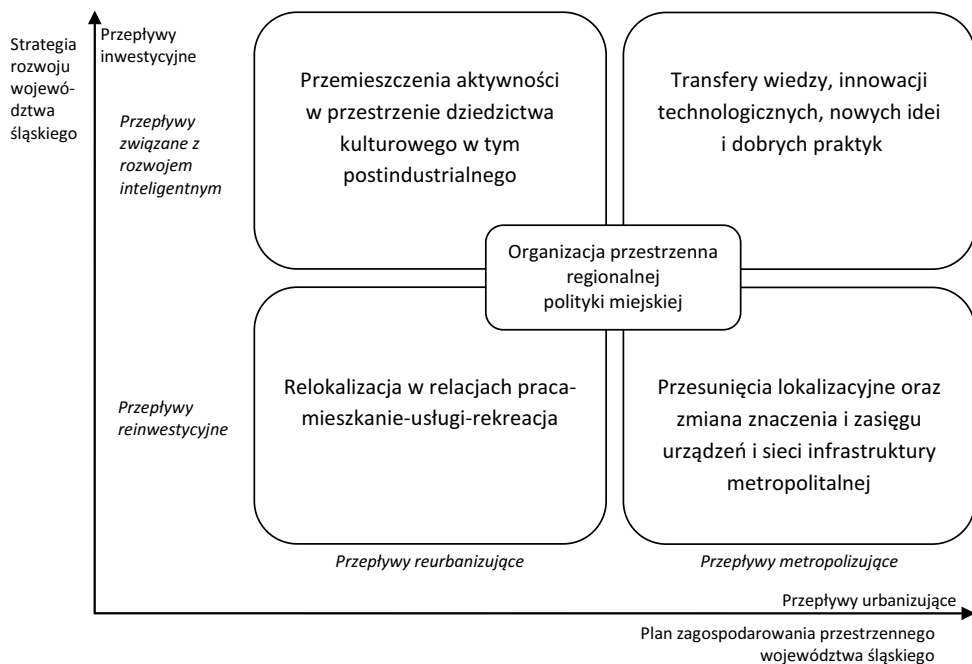 Strategia
rozwoju
wojewó-
dztwa
śląskiego
Przepływy
inwestycyjne
Przepływy
związane z
rozwojem
inteligentnym
Przemieszczenia aktywności
w przestrzenie dziedzictwa
kulturowego w tym
postindustrialnego
Transfery wiedzy, innowacji
technologicznych, nowych idei
i dobrych praktyk
Organizacja przestrzenna
regionalnej
polityki miejskiej
Przepływy
reinwestycyjne
Relokalizacja w relacjach praca-
mieszkanie-usługi-rekreacja
Przesunięcia lokalizacyjne oraz
zmiana znaczenia i zasięgu
urządzeń i sieci infrastruktury
metropolitalnej
Przepływy reurbanizujące
Przepływy metropolizujące
Przepływy urbanizujące
Plan zagospodarowania przestrzennego
województwa śląskiego